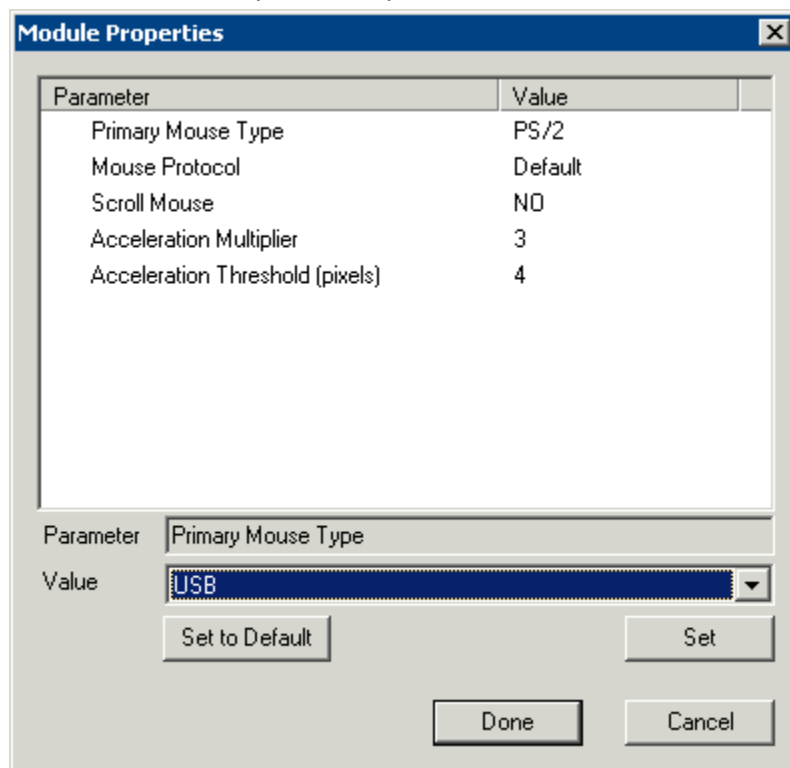 Module Properties
Parameter Value
Primary Mouse Type PS/2
Mouse Protocol Default
Scroll Mouse NO
Acceleration Multiplier 3
Acceleration Threshold (pixels) 4
Parameter Primary Mouse Type
Value USB
Set to Default Set
Done Cancel